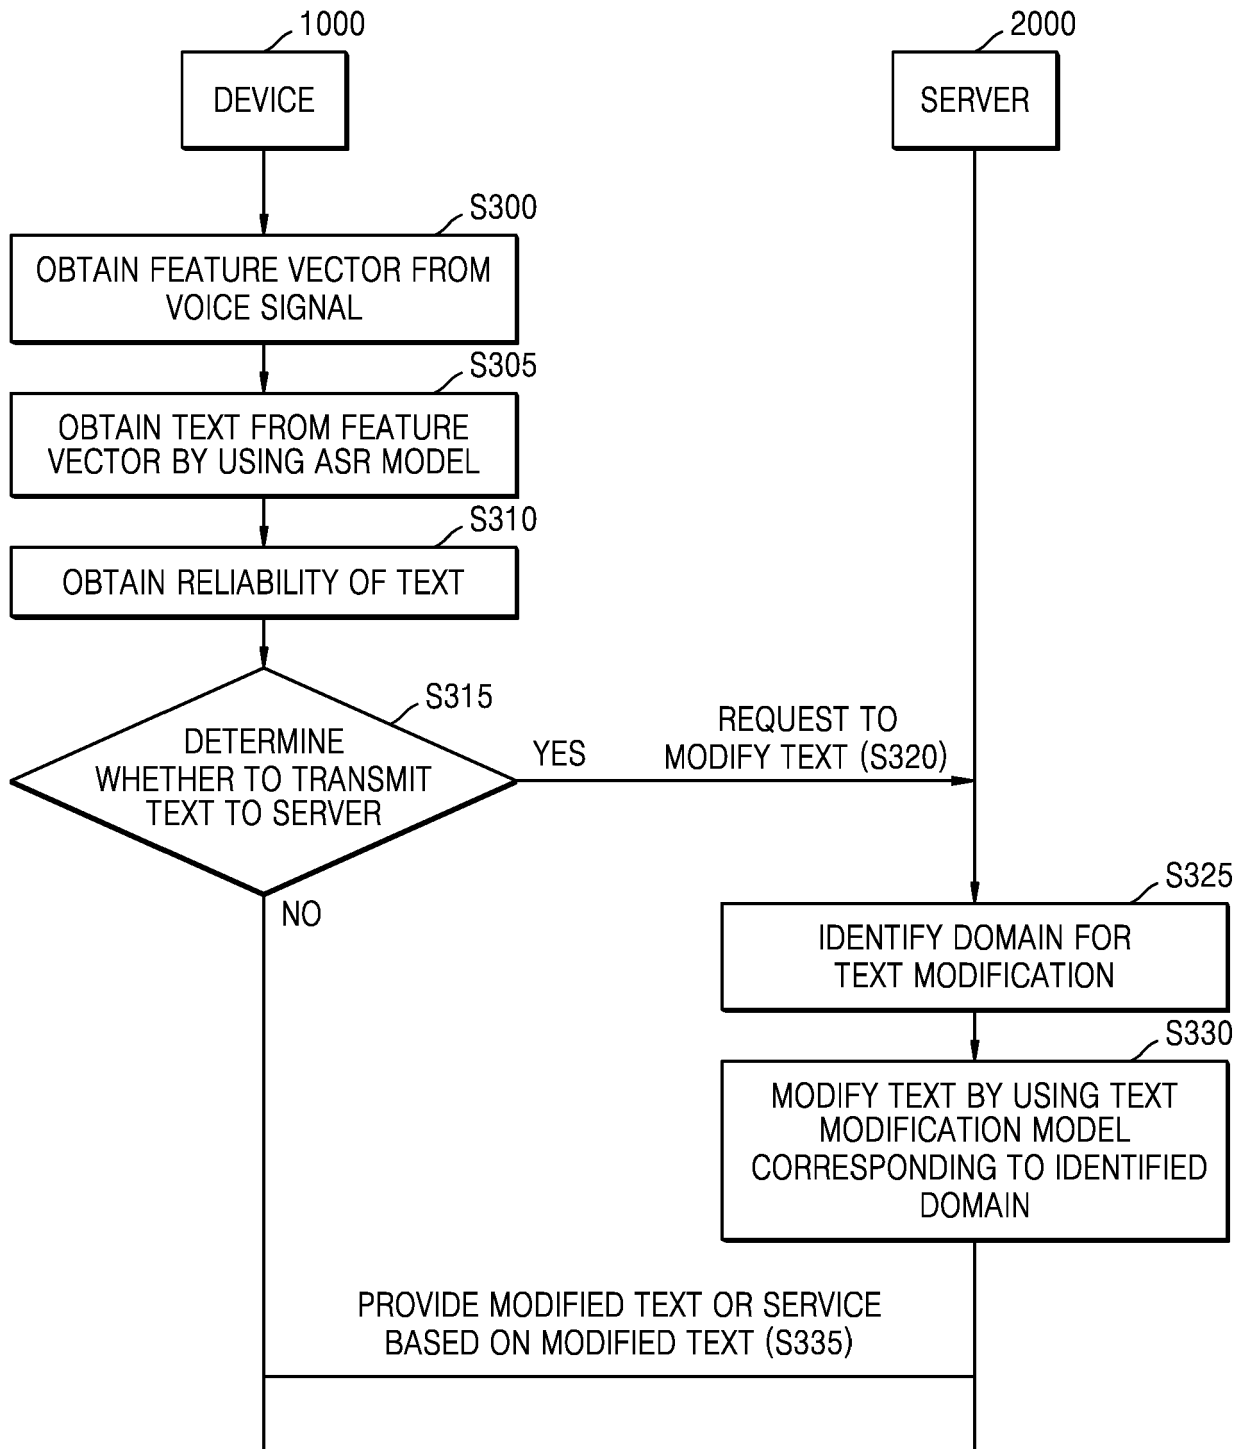 1000
2000
DEVICE
SERVER
S300
OBTAIN FEATURE VECTOR FROM
VOICE SIGNAL
S305
OBTAIN TEXT FROM FEATURE
VECTOR BY USING ASR MODEL
S310
OBTAIN RELIABILITY OF TEXT
S315
DETERMINE
WHETHER TO TRANSMIT
TEXT TO SERVER
YES
REQUEST TO
MODIFY TEXT (S320)
NO
S325
IDENTIFY DOMAIN FOR
TEXT MODIFICATION
S330
MODIFY TEXT BY USING TEXT
MODIFICATION MODEL
CORRESPONDING TO IDENTIFIED
DOMAIN
PROVIDE MODIFIED TEXT OR SERVICE
BASED ON MODIFIED TEXT (S335)